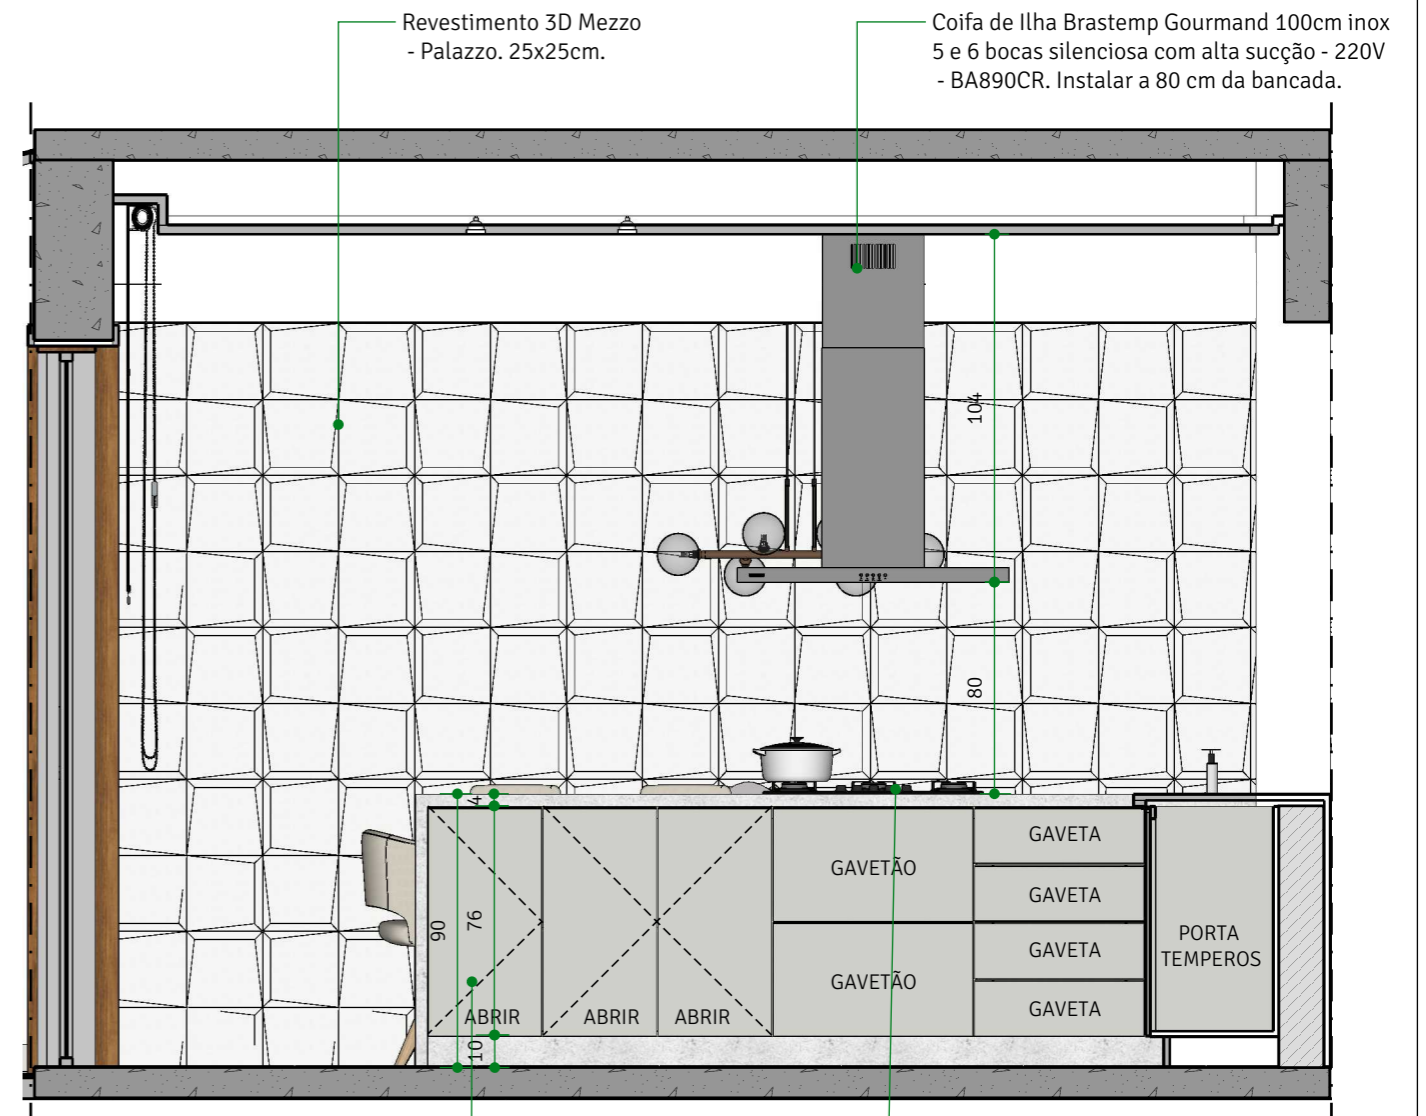 Revestimento 3D Mezzo
- Palazzo. 25x25cm.
Coifa de Ilha Brastemp Gourmand 100cm inox
5 e 6 bocas silenciosa com alta sucção - 220V
- BA890CR. Instalar a 80 cm da bancada.
104
80
4
90
76
10
ABRIR
ABRIR
ABRIR
GAVETÃO
GAVETÃO
GAVETA
GAVETA
GAVETA
GAVETA
PORTA
TEMPEROS